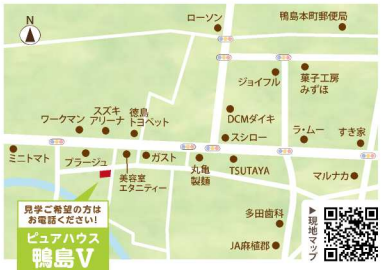 N
ローソン
鴨島本町郵便局
ジョイフル
菓子工房
みずほ
徳島
トヨペット
スズキ
アリーナ
ワークマン
DCMダイキ
スシロー
ラ・ムー
すき家
ミニトマト
プラージュ
美容室
エタニティー
ガスト
丸亀
製麺
TSUTAYA
マルナカ
見学ご希望の方は
お電話ください!
ピュアハウス
鴨島V
多田歯科
JA麻植郡
▶現地マップ